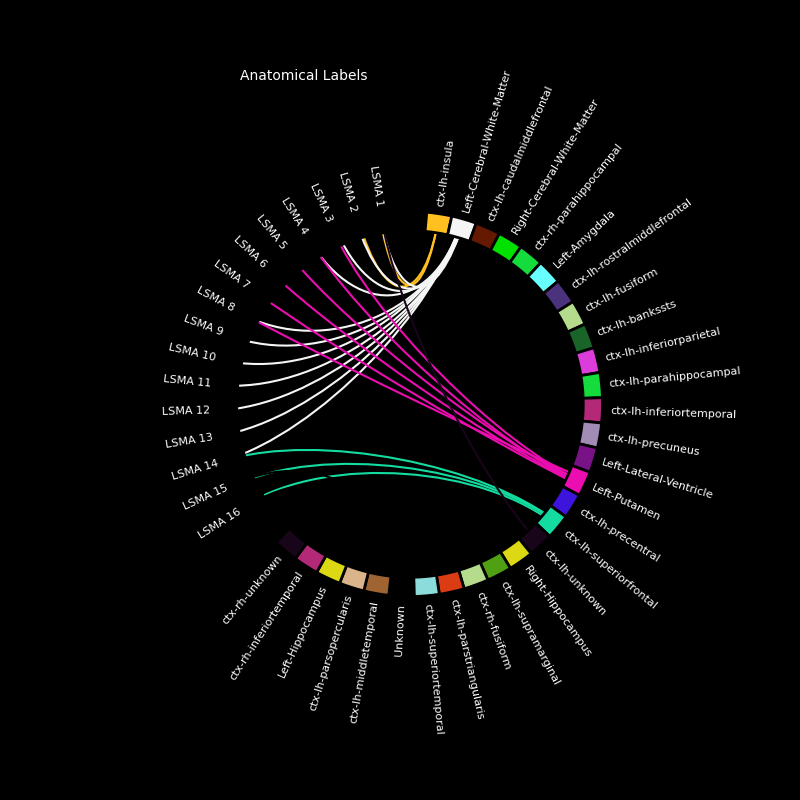 Anatomical Labels
LSMA 1
LSMA 2
LSMA 3
LSMA 4
LSMA 5
LSMA 6
LSMA 7
LSMA 8
LSMA 9
LSMA 10
LSMA 11
LSMA 12
LSMA 13
LSMA 14
LSMA 15
LSMA 16
ctx-lh-insula
Left-Cerebral-White-Matter
ctx-lh-caudalmiddlefrontal
Right-Cerebral-White-Matter
ctx-rh-parahippocampal
Left-Amygdala
ctx-lh-rostralmiddlefrontal
ctx-lh-fusiform
ctx-lh-bankssts
ctx-lh-inferiorparietal
ctx-lh-parahippocampal
ctx-lh-inferiortemporal
ctx-lh-precuneus
Left-Lateral-Ventricle
Left-Putamen
ctx-lh-precentral
ctx-lh-superiorfrontal
ctx-lh-unknown
Right-Hippocampus
ctx-lh-supramarginal
ctx-rh-fusiform
ctx-lh-parstriangularis
ctx-lh-superiortemporal
Unknown
ctx-lh-middletemporal
ctx-lh-parsopercularis
Left-Hippocampus
ctx-rh-inferiortemporal
ctx-rh-unknown